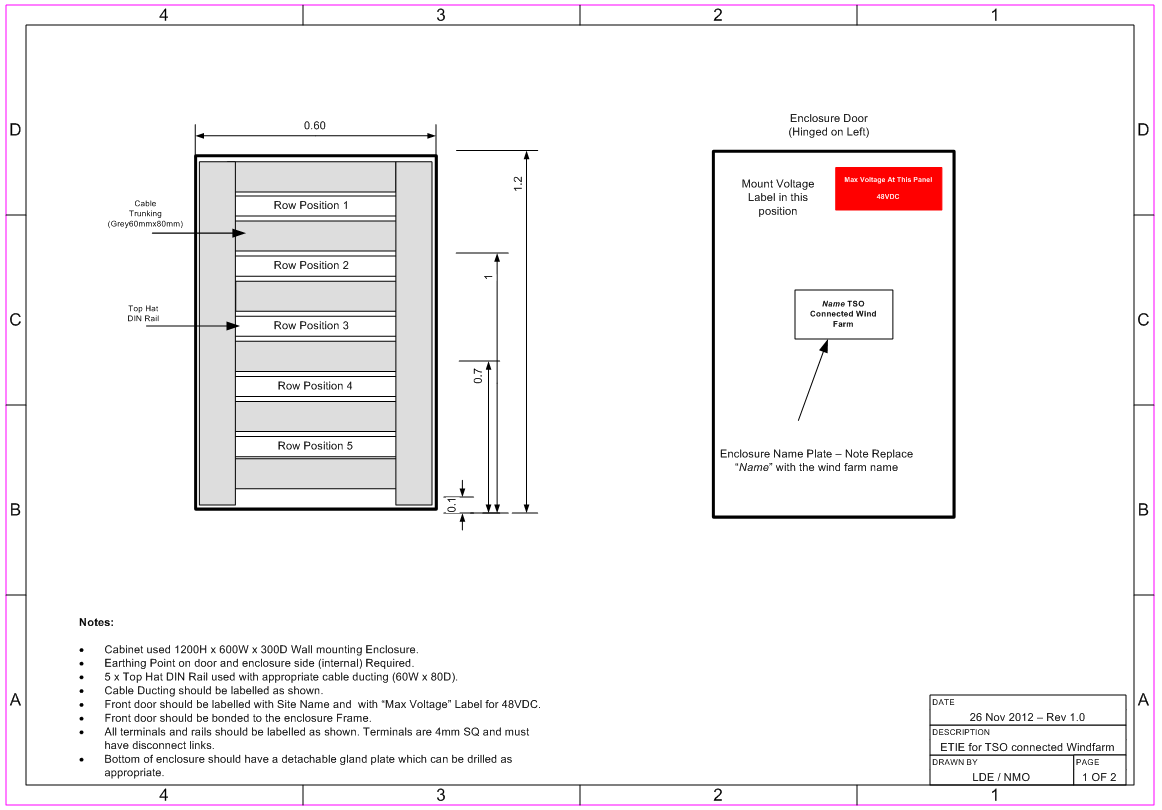 4 3 2 1
D D
Enclosure Door
(Hinged on Left)
0.60
1.2
Max Voltage At This Panel
48VDC
Mount Voltage
Label in this
position
Cable
Trunking
(Grey60mmx80mm)
Row Position 1
Row Position 2
1
Top Hat
DIN Rail
Row Position 3
C C
Name TSO
Connected Wind
Farm
0.7
Row Position 4
Row Position 5
Enclosure Name Plate – Note Replace
“Name” with the wind farm name
0.1
B B
Notes:
• Cabinet used 1200H x 600W x 300D Wall mounting Enclosure.
• Earthing Point on door and enclosure side (internal) Required.
• 5 x Top Hat DIN Rail used with appropriate cable ducting (60W x 80D).
• Cable Ducting should be labelled as shown.
• Front door should be labelled with Site Name and with “Max Voltage” Label for 48VDC.
• Front door should be bonded to the enclosure Frame.
• All terminals and rails should be labelled as shown. Terminals are 4mm SQ and must
have disconnect links.
• Bottom of enclosure should have a detachable gland plate which can be drilled as
appropriate.
A A
DATE
26 Nov 2012 – Rev 1.0
DESCRIPTION
ETIE for TSO connected Windfarm
DRAWN BY PAGE
LDE / NMO 1 OF 2
4 3 2 1